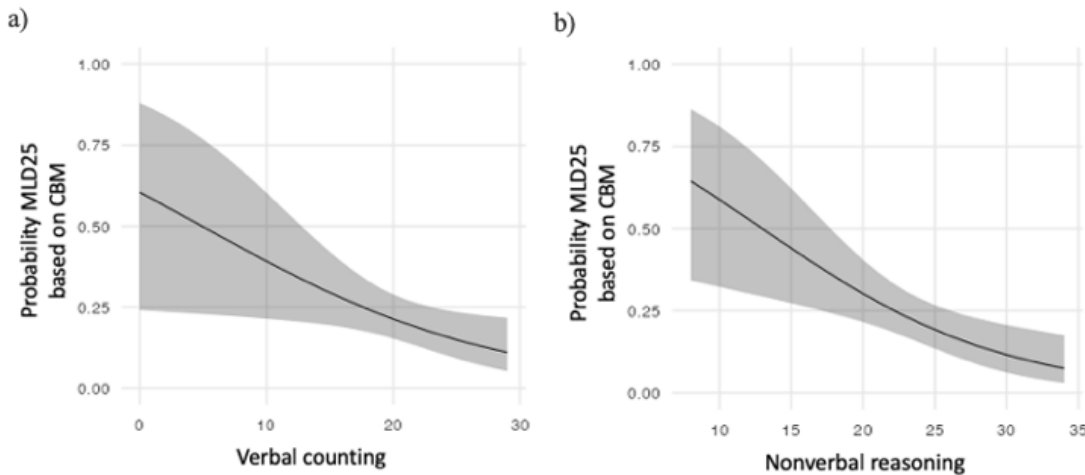 a)
b)
1.00
0.75
0.50
0.25
0.00
Probability MLD25
based on CBM
0
10
20
30
Verbal counting
1.00
0.75
0.50
0.25
0.00
Probability MLD25
based on CBM
10
15
20
25
30
35
Nonverbal reasoning